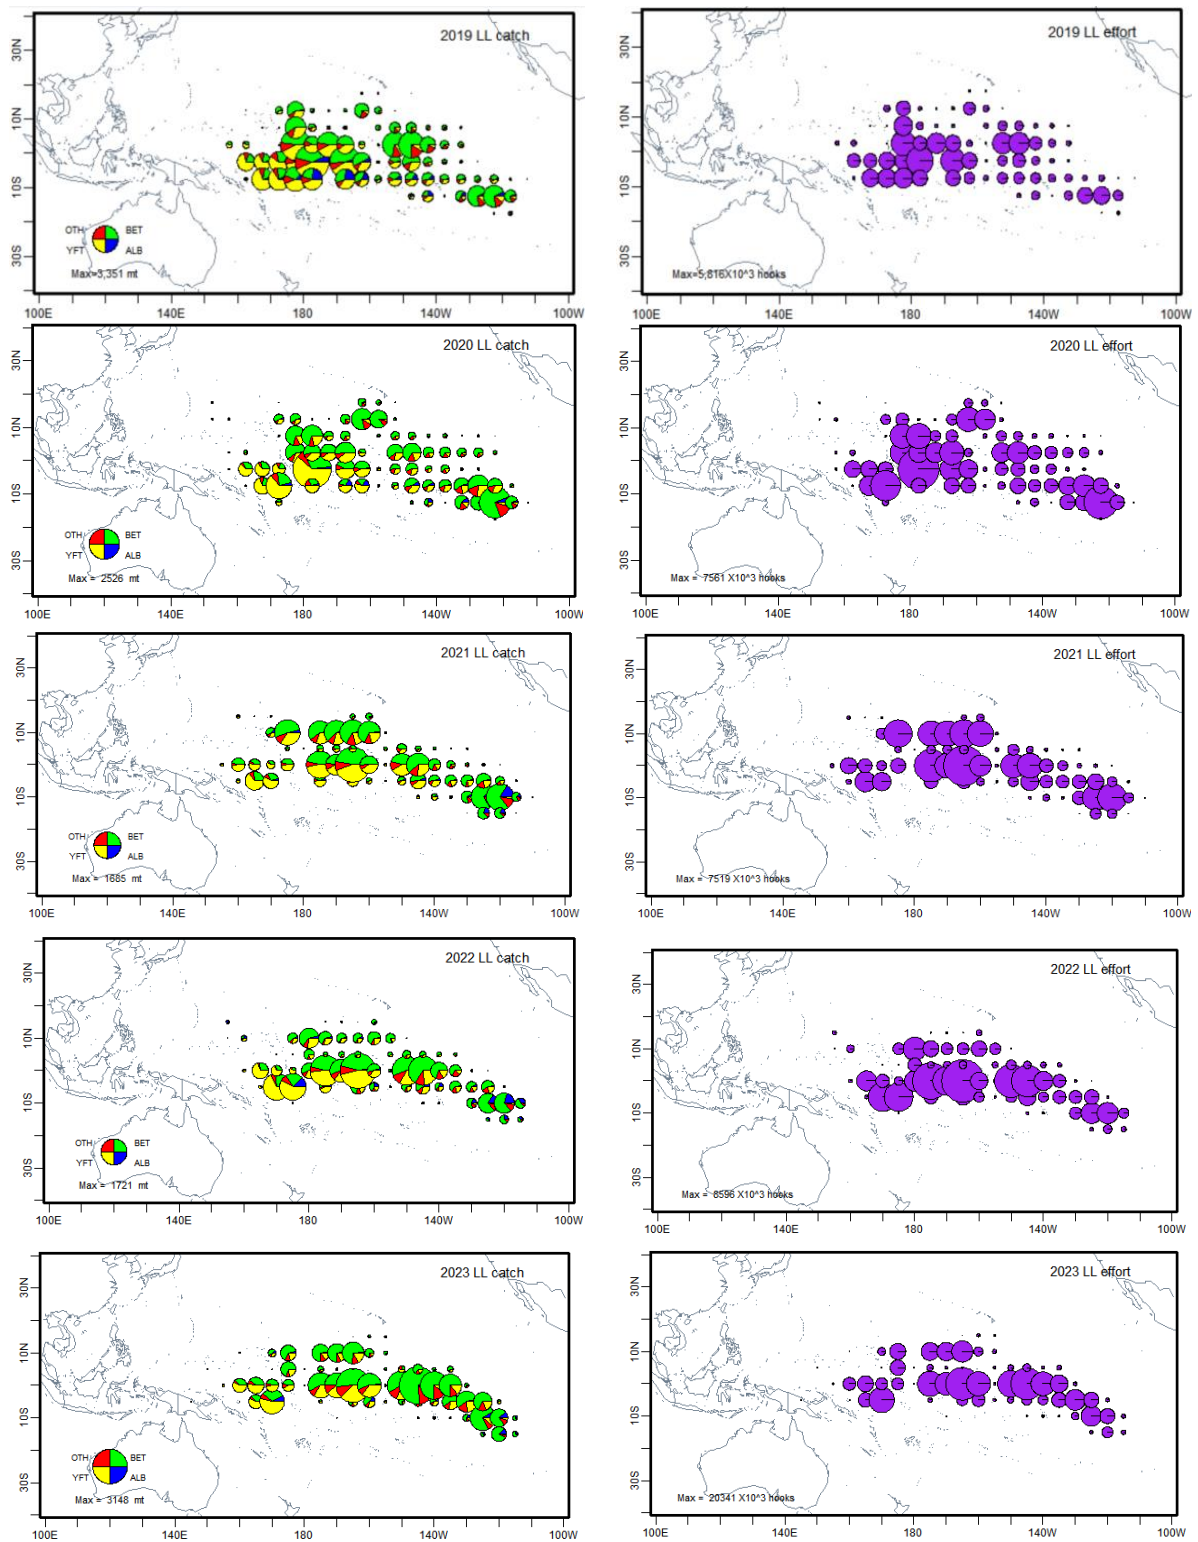 2019 LL catch
30N
10N
10S
30S
OTH BET
YFT ALB
Max=3,351 mt
100E 140E 180 140W 100W
2019 LL effort
30N
10N
10S
30S
Max=5,816X10^3 hooks
100E 140E 180 140W 100W
2020 LL catch
30N
10N
10S
30S
OTH BET
YFT ALB
Max = 2526 mt
100E 140E 180 140W 100W
2020 LL effort
30N
10N
10S
30S
Max = 7561 X10^3 hooks
100E 140E 180 140W 100W
2021 LL catch
30N
10N
10S
30S
OTH BET
YFT ALB
Max = 1685 mt
100E 140E 180 140W 100W
2021 LL effort
30N
10N
10S
30S
Max = 7519 X10^3 hooks
100E 140E 180 140W 100W
2022 LL catch
30N
10N
10S
30S
OTH BET
YFT ALB
Max = 1721 mt
100E 140E 180 140W 100W
2022 LL effort
30N
10N
10S
30S
Max = 8596 X10^3 hooks
100E 140E 180 140W 100W
2023 LL catch
30N
10N
10S
30S
OTH BET
YFT ALB
Max = 3148 mt
100E 140E 180 140W 100W
2023 LL effort
30N
10N
10S
30S
Max = 20341 X10^3 hooks
100E 140E 180 140W 100W